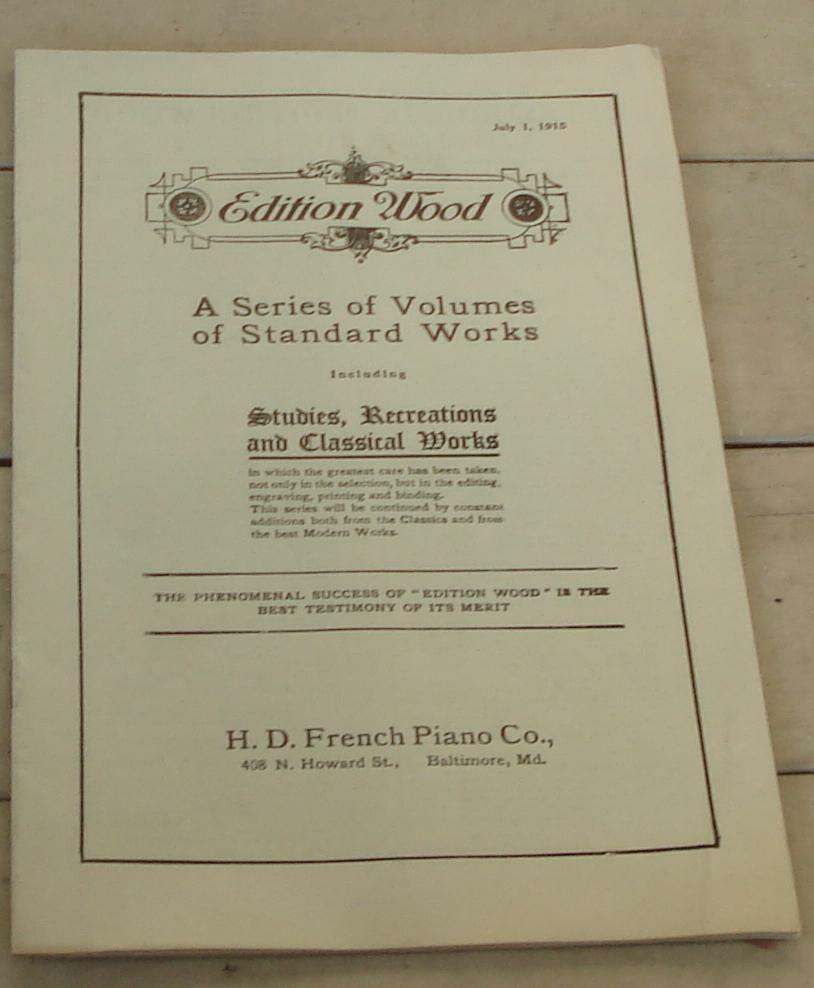 July 1, 1915
Edition Wood
A Series of Volumes
of Standard Works
Including
Studies, Recreations
and Classical Works
in which the greatest care has been taken,
not only in the selection, but in the editing,
engraving, printing and binding.
This series will be continued by constant
additions both from the Classics and from
the best Modern Works.
THE PHENOMENAL SUCCESS OF "EDITION WOOD" IS THE
BEST TESTIMONY OF ITS MERIT
H. D. French Piano Co.,
408 N. Howard St., Baltimore, Md.